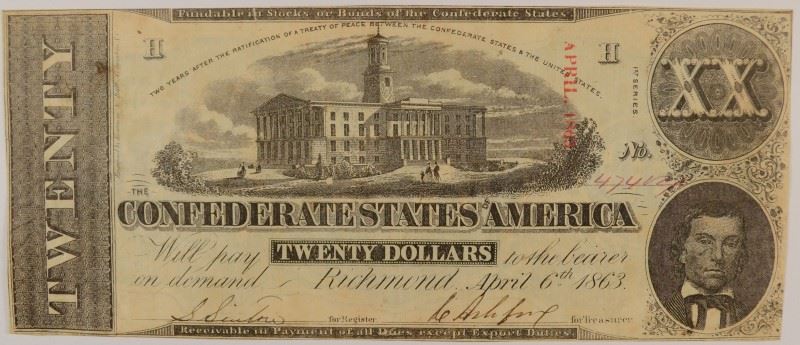 Fundable in Stocks or Bonds of the Confederate States
TWENTY
H
TWO YEARS AFTER THE RATIFICATION OF A TREATY OF PEACE BETWEEN THE CONFEDERATE STATES & THE UNITED STATES.
H
APRIL
1ST SERIES
XX
No.
THE
CONFEDERATE STATES OF AMERICA
Will pay TWENTY DOLLARS to the bearer
on demand Richmond April 6th 1863.
for Register
for Treasurer
Receivable in Payment of all Dues except Export Duties.